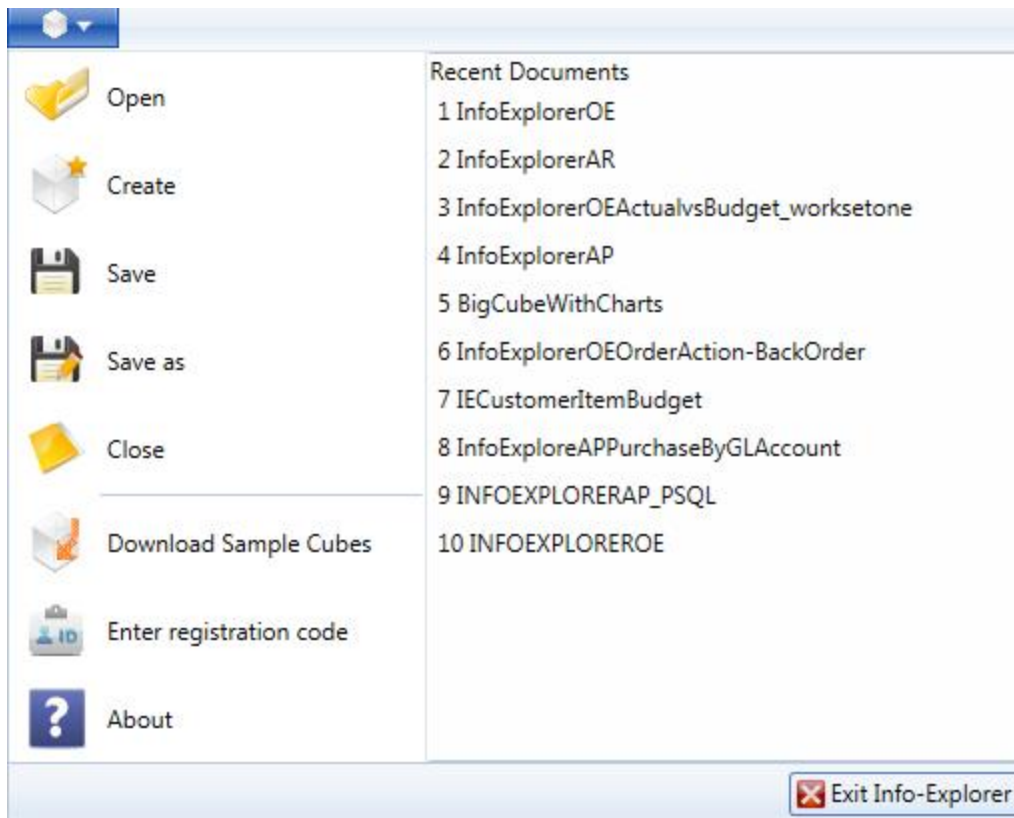 Open
Create
Save
Save as
Close
Download Sample Cubes
ID
Enter registration code
?
About
Recent Documents
1 InfoExplorerOE
2 InfoExplorerAR
3 InfoExplorerOEActualvsBudget_worksetone
4 InfoExplorerAP
5 BigCubeWithCharts
6 InfoExplorerOEOrderAction-BackOrder
7 IECustomerItemBudget
8 InfoExploreAPPurchaseByGLAccount
9 INFOEXPLORERAP_PSQL
10 INFOEXPLOREROE
Exit Info-Explorer